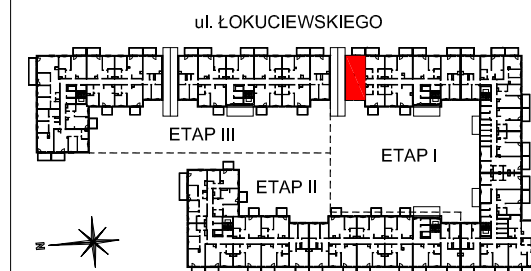 ul. ŁOKUCIEWSKIEGO
ETAP III
ETAP I
ETAP II
N